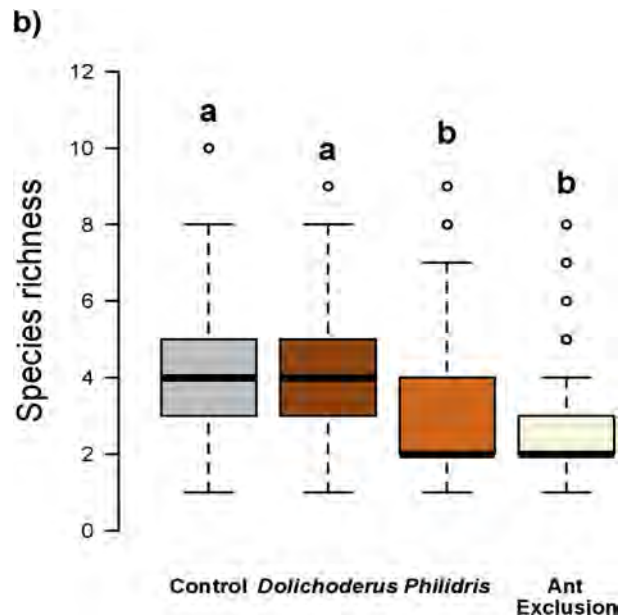 b)
Species richness
12
10
8
6
4
2
0
a
a
b
b
Control Dolichoderus Philidris Ant
Exclusion